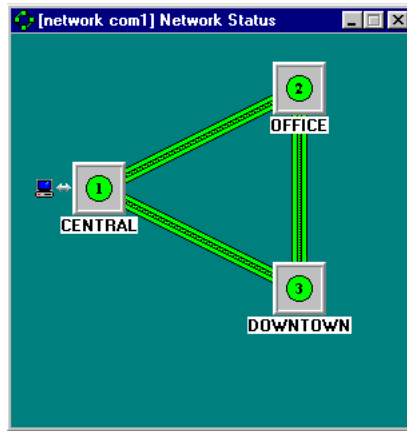 [network com1] Network Status
2
OFFICE
1
CENTRAL
3
DOWNTOWN